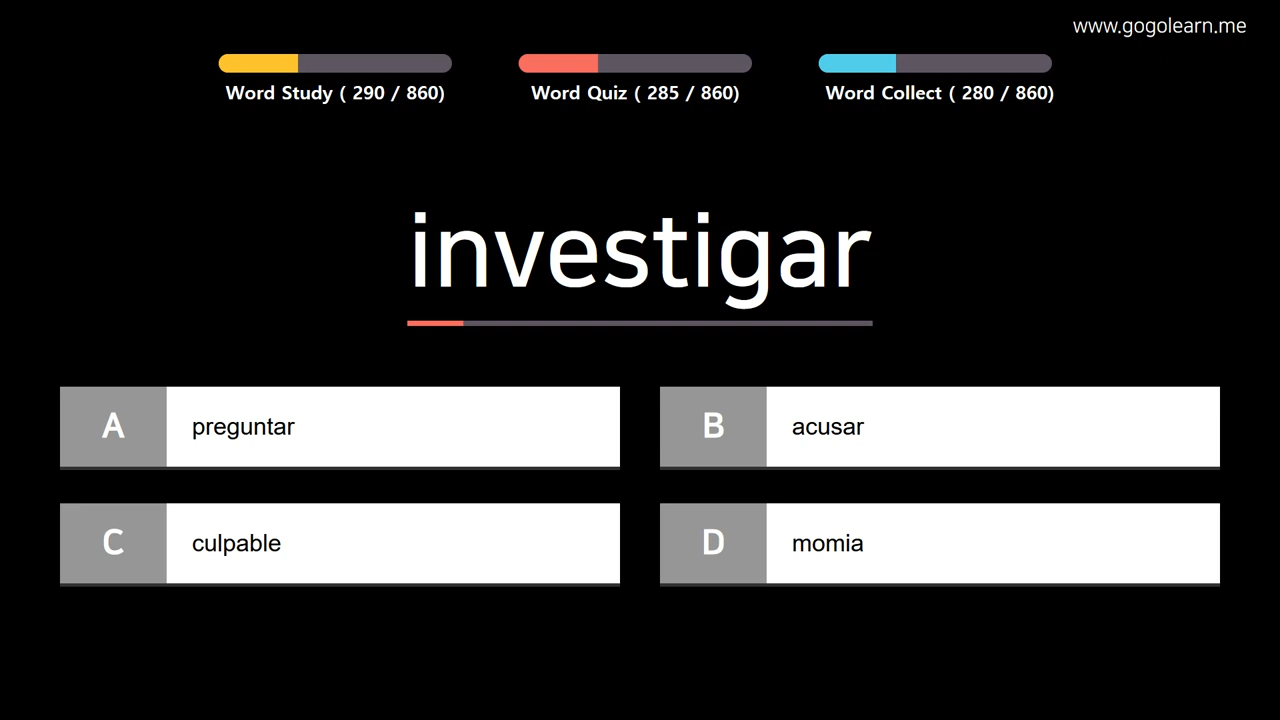 www.gogolearn.me
Word Study ( 290 / 860)
Word Quiz ( 285 / 860)
Word Collect ( 280 / 860)
investigar
A preguntar
B acusar
C culpable
D momia